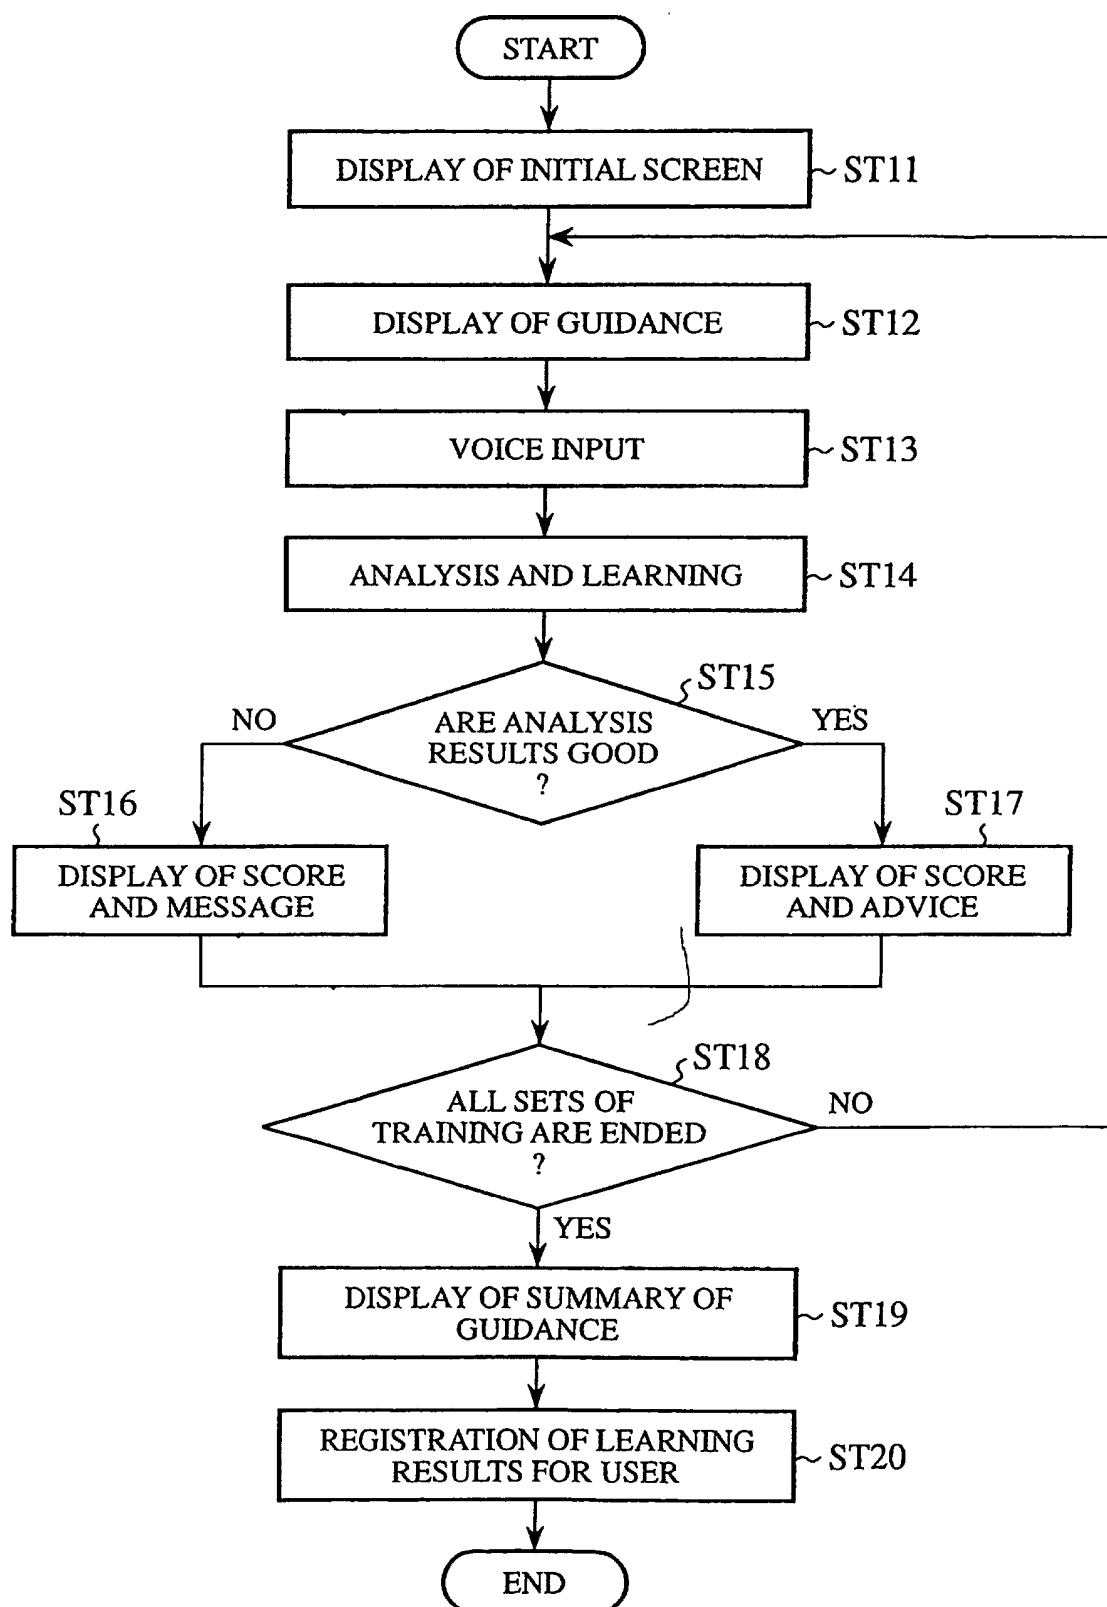 START
DISPLAY OF INITIAL SCREEN
ST11
DISPLAY OF GUIDANCE
ST12
VOICE INPUT
ST13
ANALYSIS AND LEARNING
ST14
ST15
NO
ARE ANALYSIS
RESULTS GOOD
?
YES
ST16
DISPLAY OF SCORE
AND MESSAGE
ST17
DISPLAY OF SCORE
AND ADVICE
ST18
ALL SETS OF
TRAINING ARE ENDED
?
NO
YES
DISPLAY OF SUMMARY OF
GUIDANCE
ST19
REGISTRATION OF LEARNING
RESULTS FOR USER
ST20
END